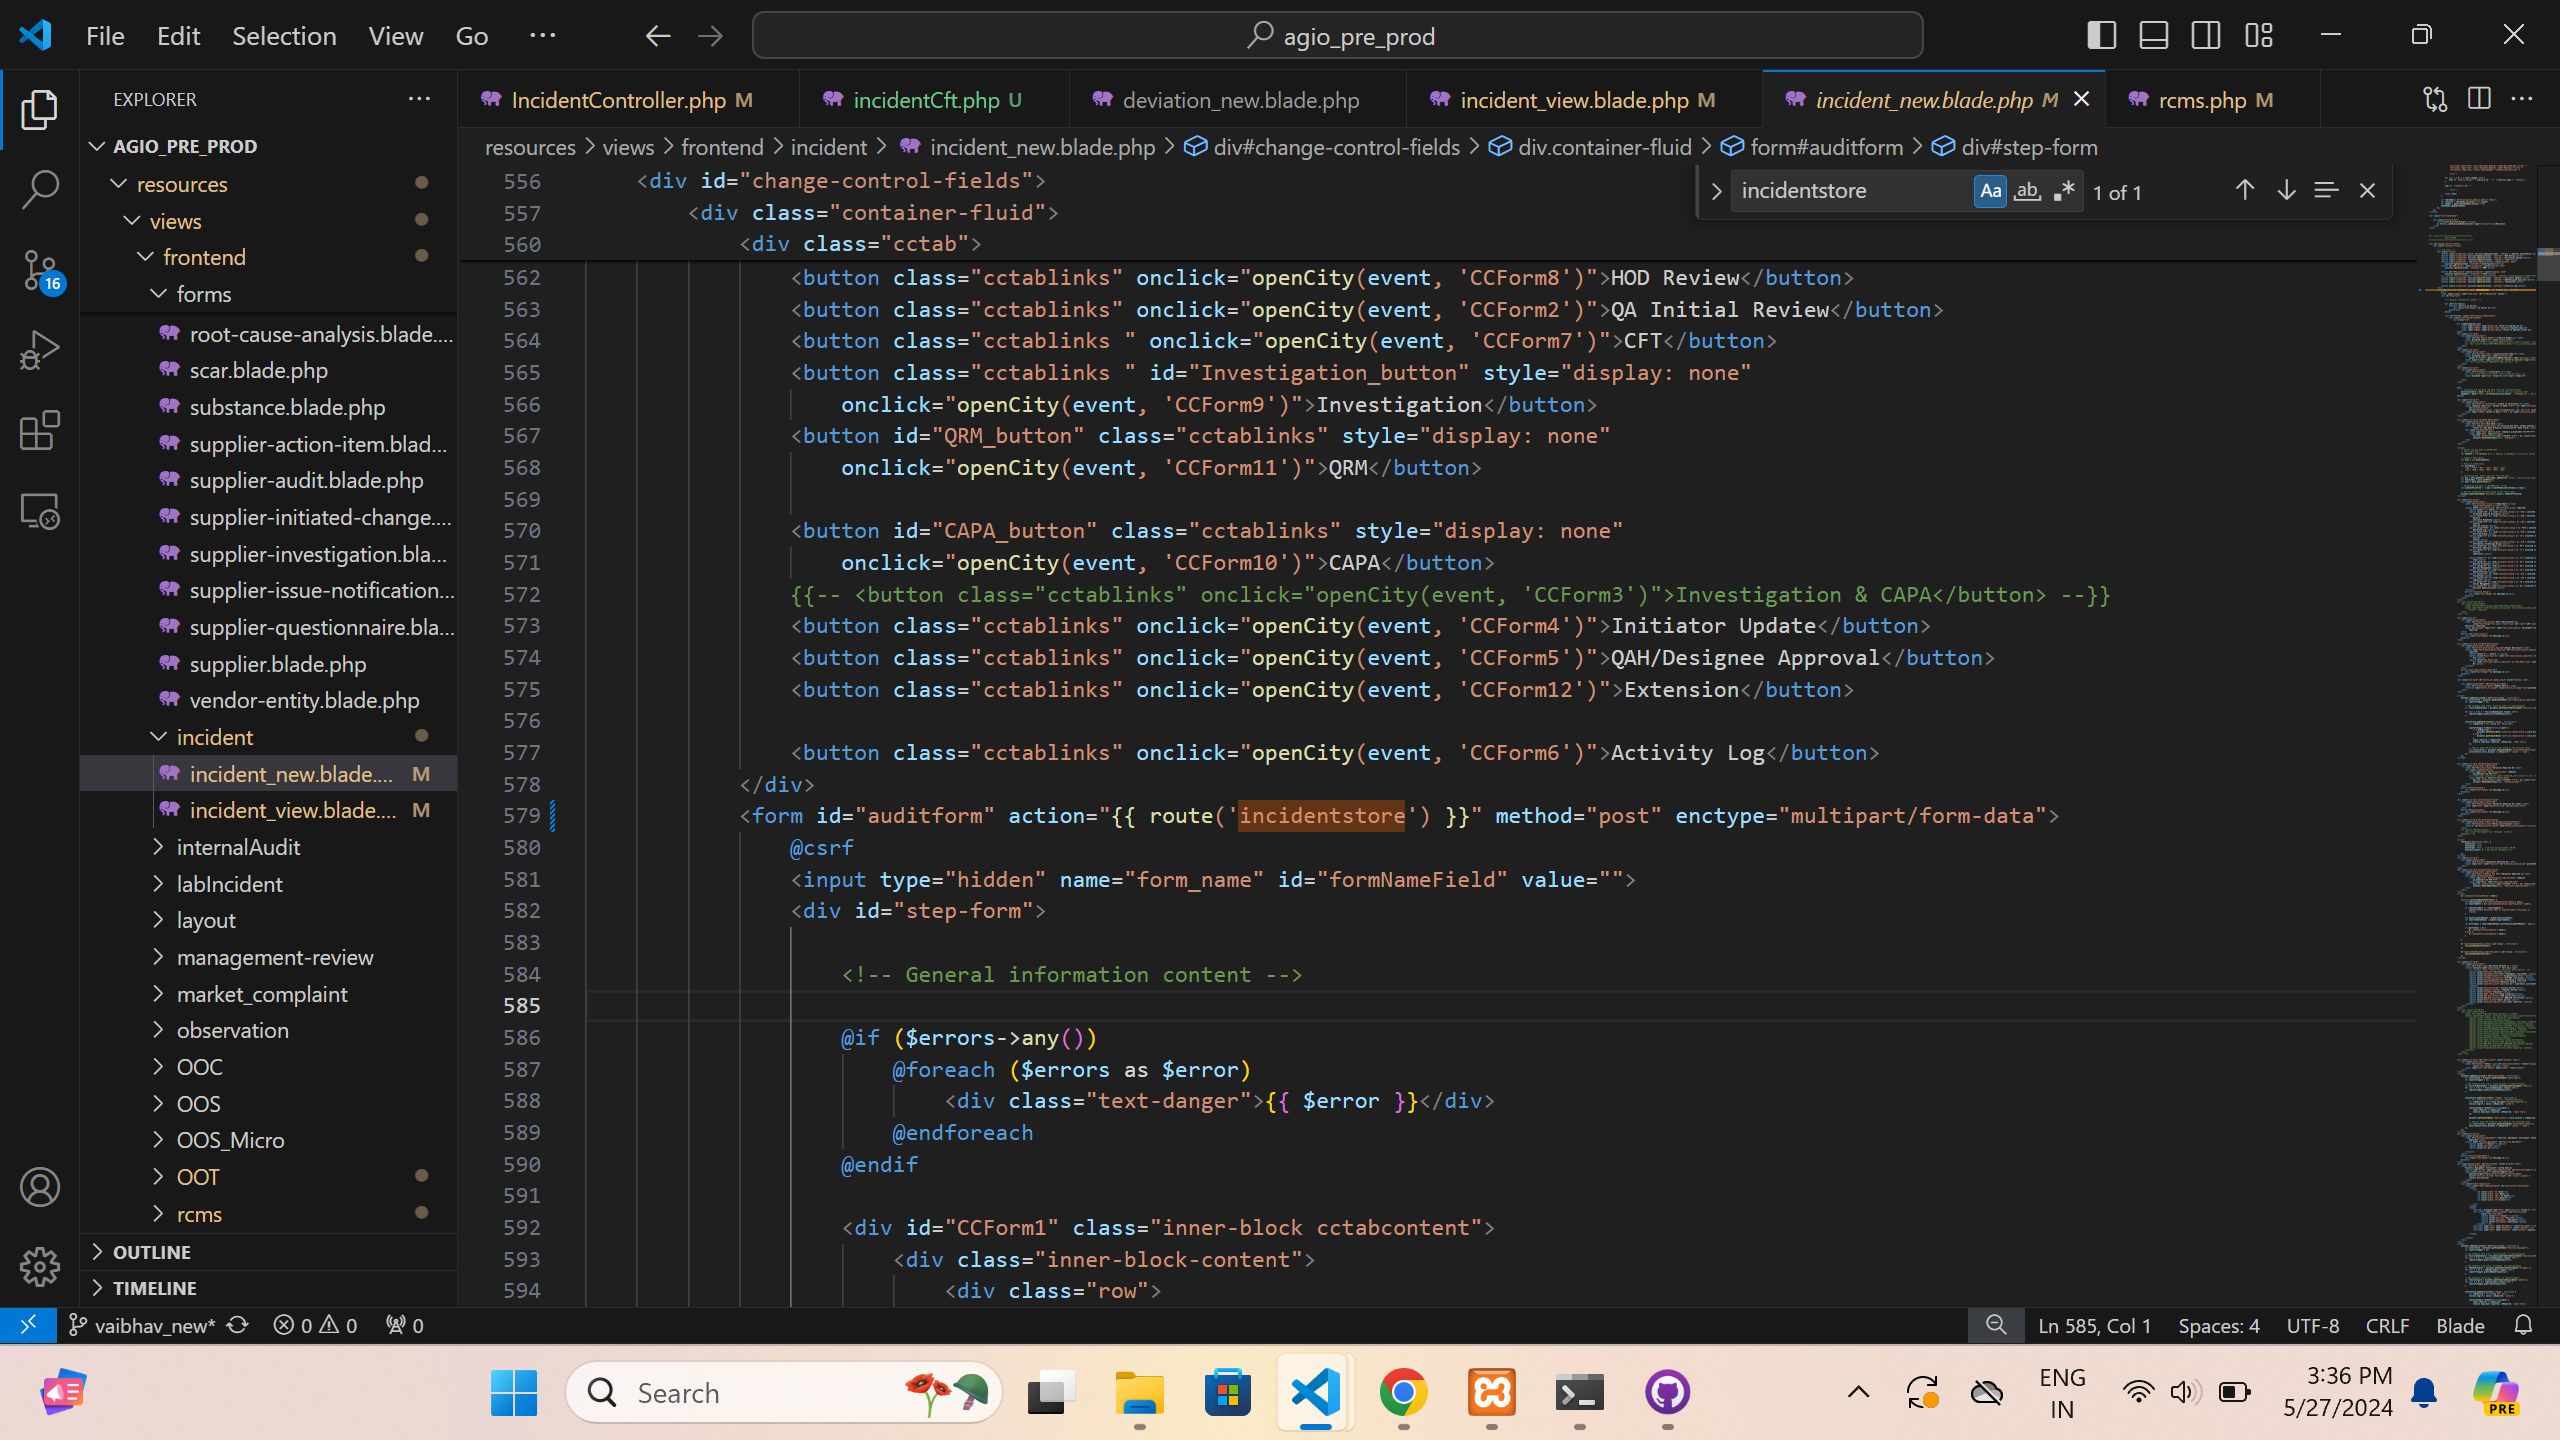 File Edit Selection View Go ···
agio_pre_prod
EXPLORER
AGIO_PRE_PROD
resources
views
frontend
forms
root-cause-analysis.blade....
scar.blade.php
substance.blade.php
supplier-action-item.blad...
supplier-audit.blade.php
supplier-initiated-change....
supplier-investigation.bla...
supplier-issue-notification...
supplier-questionnaire.bla...
supplier.blade.php
vendor-entity.blade.php
incident
incident_new.blade.... M
incident_view.blade.... M
internalAudit
labIncident
layout
management-review
market_complaint
observation
OOC
OOS
OOS_Micro
OOT
rcms
OUTLINE
TIMELINE
16
IncidentController.php M
incidentCft.php U
deviation_new.blade.php
incident_view.blade.php M
incident_new.blade.php M
rcms.php M
resources > views > frontend > incident > incident_new.blade.php > div#change-control-fields > div.container-fluid > form#auditform > div#step-form
incidentstore Aa ab .* 1 of 1
556 <div id="change-control-fields">
557 <div class="container-fluid">
560 <div class="cctab">
562 <button class="cctablinks" onclick="openCity(event, 'CCForm8')">HOD Review</button>
563 <button class="cctablinks" onclick="openCity(event, 'CCForm2')">QA Initial Review</button>
564 <button class="cctablinks " onclick="openCity(event, 'CCForm7')">CFT</button>
565 <button class="cctablinks " id="Investigation_button" style="display: none"
566 onclick="openCity(event, 'CCForm9')">Investigation</button>
567 <button id="QRM_button" class="cctablinks" style="display: none"
568 onclick="openCity(event, 'CCForm11')">QRM</button>
569
570 <button id="CAPA_button" class="cctablinks" style="display: none"
571 onclick="openCity(event, 'CCForm10')">CAPA</button>
572 {{-- <button class="cctablinks" onclick="openCity(event, 'CCForm3')">Investigation & CAPA</button> --}}
573 <button class="cctablinks" onclick="openCity(event, 'CCForm4')">Initiator Update</button>
574 <button class="cctablinks" onclick="openCity(event, 'CCForm5')">QAH/Designee Approval</button>
575 <button class="cctablinks" onclick="openCity(event, 'CCForm12')">Extension</button>
576
577 <button class="cctablinks" onclick="openCity(event, 'CCForm6')">Activity Log</button>
578 </div>
579 <form id="auditform" action="{{ route('incidentstore') }}" method="post" enctype="multipart/form-data">
580 @csrf
581 <input type="hidden" name="form_name" id="formNameField" value="">
582 <div id="step-form">
583
584 <!-- General information content -->
585
586 @if ($errors->any())
587 @foreach ($errors as $error)
588 <div class="text-danger">{{ $error }}</div>
589 @endforeach
590 @endif
591
592 <div id="CCForm1" class="inner-block cctabcontent">
593 <div class="inner-block-content">
594 <div class="row">
vaibhav_new* 0 0 0
Ln 585, Col 1 Spaces: 4 UTF-8 CRLF Blade
Search
ENG
IN
3:36 PM
5/27/2024
PRE